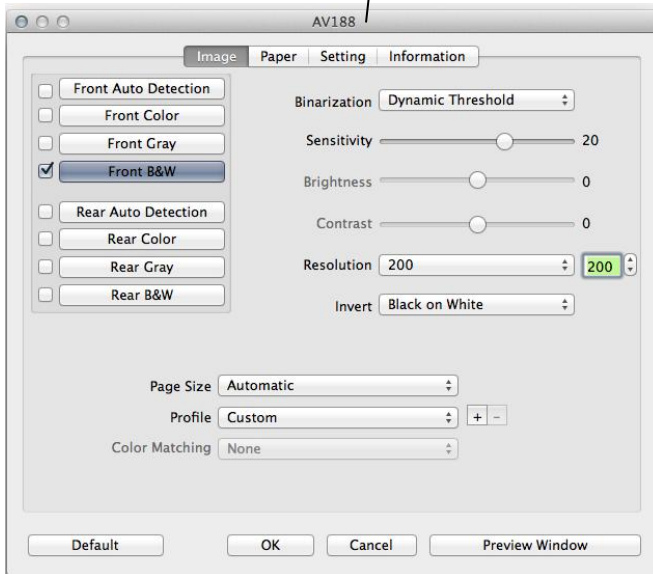 AV188
Image Paper Setting Information
Front Auto Detection
Front Color
Front Gray
Front B&W
Rear Auto Detection
Rear Color
Rear Gray
Rear B&W
Binarization Dynamic Threshold
Sensitivity 20
Brightness 0
Contrast 0
Resolution 200 200
Invert Black on White
Page Size Automatic
Profile Custom + -
Color Matching None
Default OK Cancel Preview Window